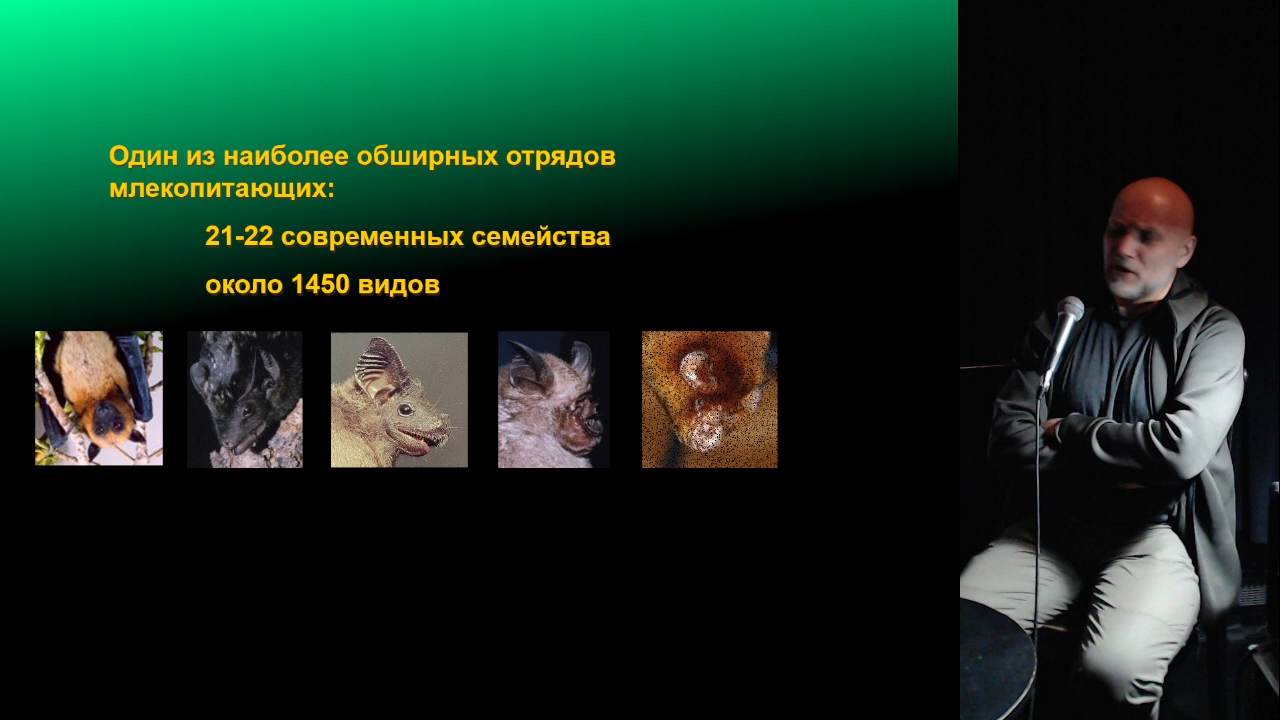 Один из наиболее обширных отрядов
млекопитающих:
21-22 современных семейства
около 1450 видов